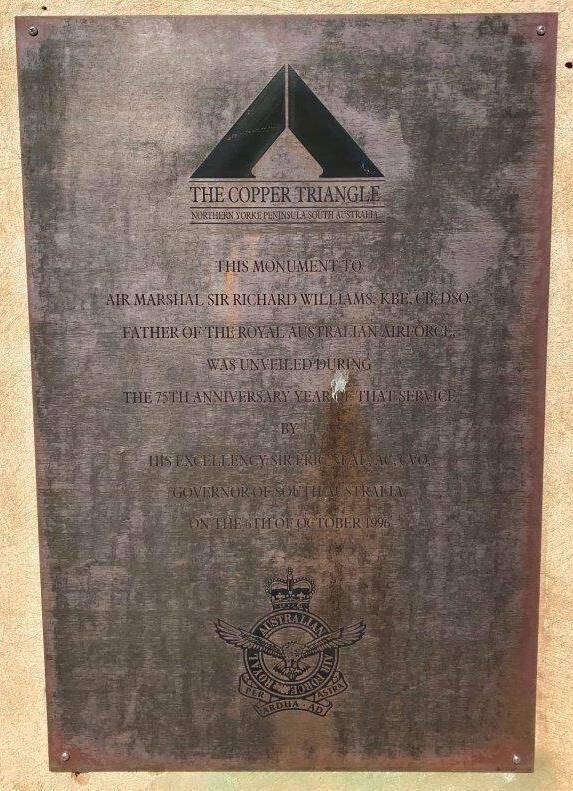 THE COPPER TRIANGLE
NORTHERN YORKE PENINSULA SOUTH AUSTRALIA
THIS MONUMENT TO
AIR MARSHAL SIR RICHARD WILLIAMS, KBE, CB, DSO,
FATHER OF THE ROYAL AUSTRALIAN AIRFORCE,
WAS UNVEILED DURING
THE 75TH ANNIVERSARY YEAR OF THAT SERVICE
BY
HIS EXCELLENCY SIR ERIC NEAL, AC, CVO,
GOVERNOR OF SOUTH AUSTRALIA,
ON THE 6TH OF OCTOBER 1996
ROYAL AUSTRALIAN AIR FORCE
PER ARDUA · AD ASTRA